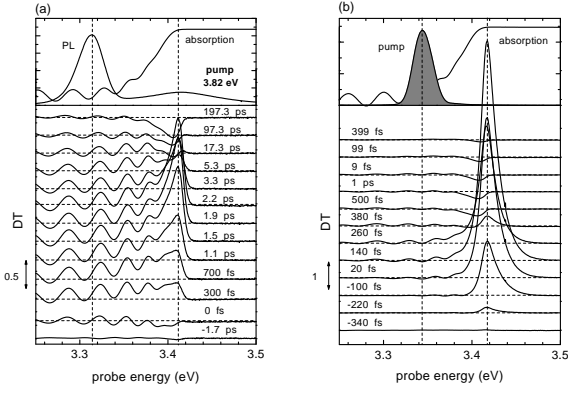 (a)
PL
absorption
pump
3.82 eV
197.3 ps
97.3 ps
17.3 ps
5.3 ps
3.3 ps
2.2 ps
1.9 ps
1.5 ps
1.1 ps
700 fs
300 fs
0 fs
-1.7 ps
DT
0.5
3.3
3.4
3.5
probe energy (eV)
(b)
pump
absorption
399 fs
99 fs
9 fs
1 ps
500 fs
380 fs
260 fs
140 fs
20 fs
-100 fs
-220 fs
-340 fs
DT
1
3.3
3.4
3.5
probe energy (eV)